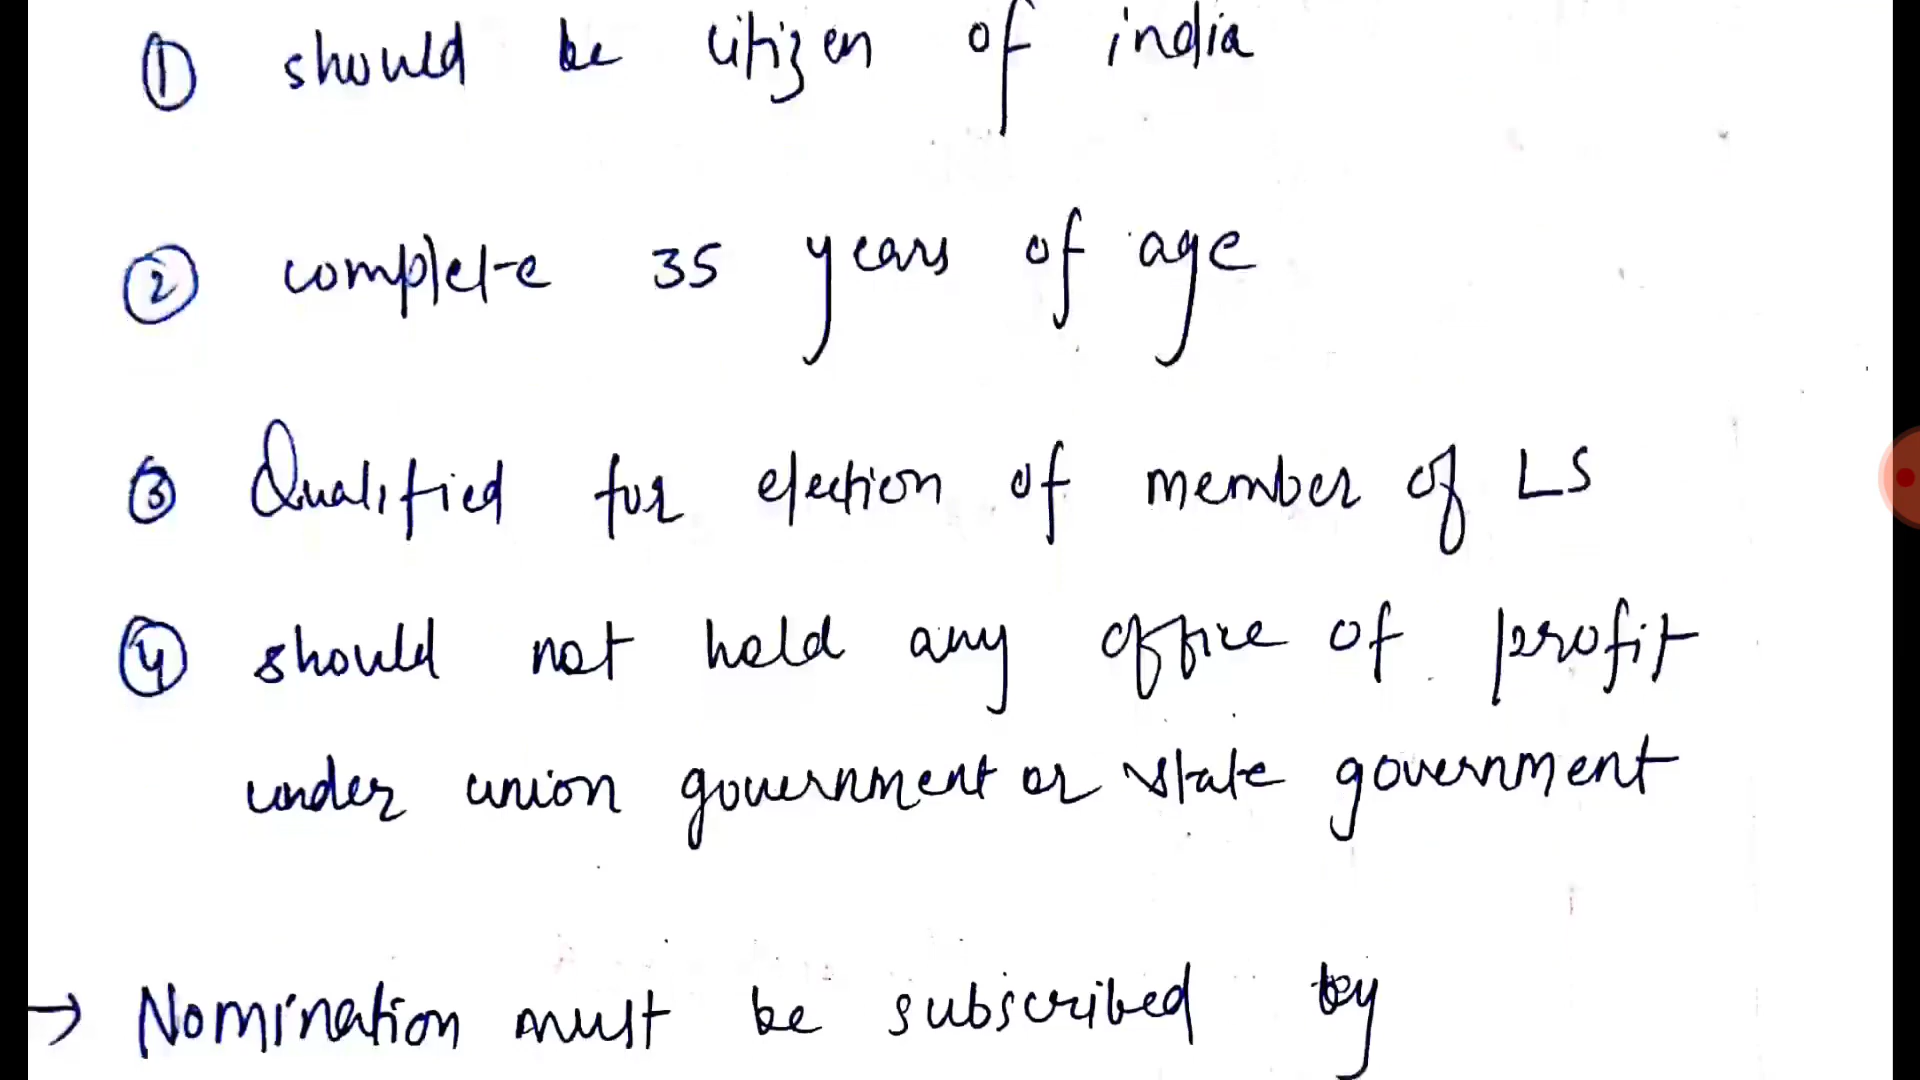 ① should be citizen of india
② complete 35 years of age
③ Qualified for election of member of LS
④ should not hold any office of profit
under union government or state government
→ Nomination must be subscribed by